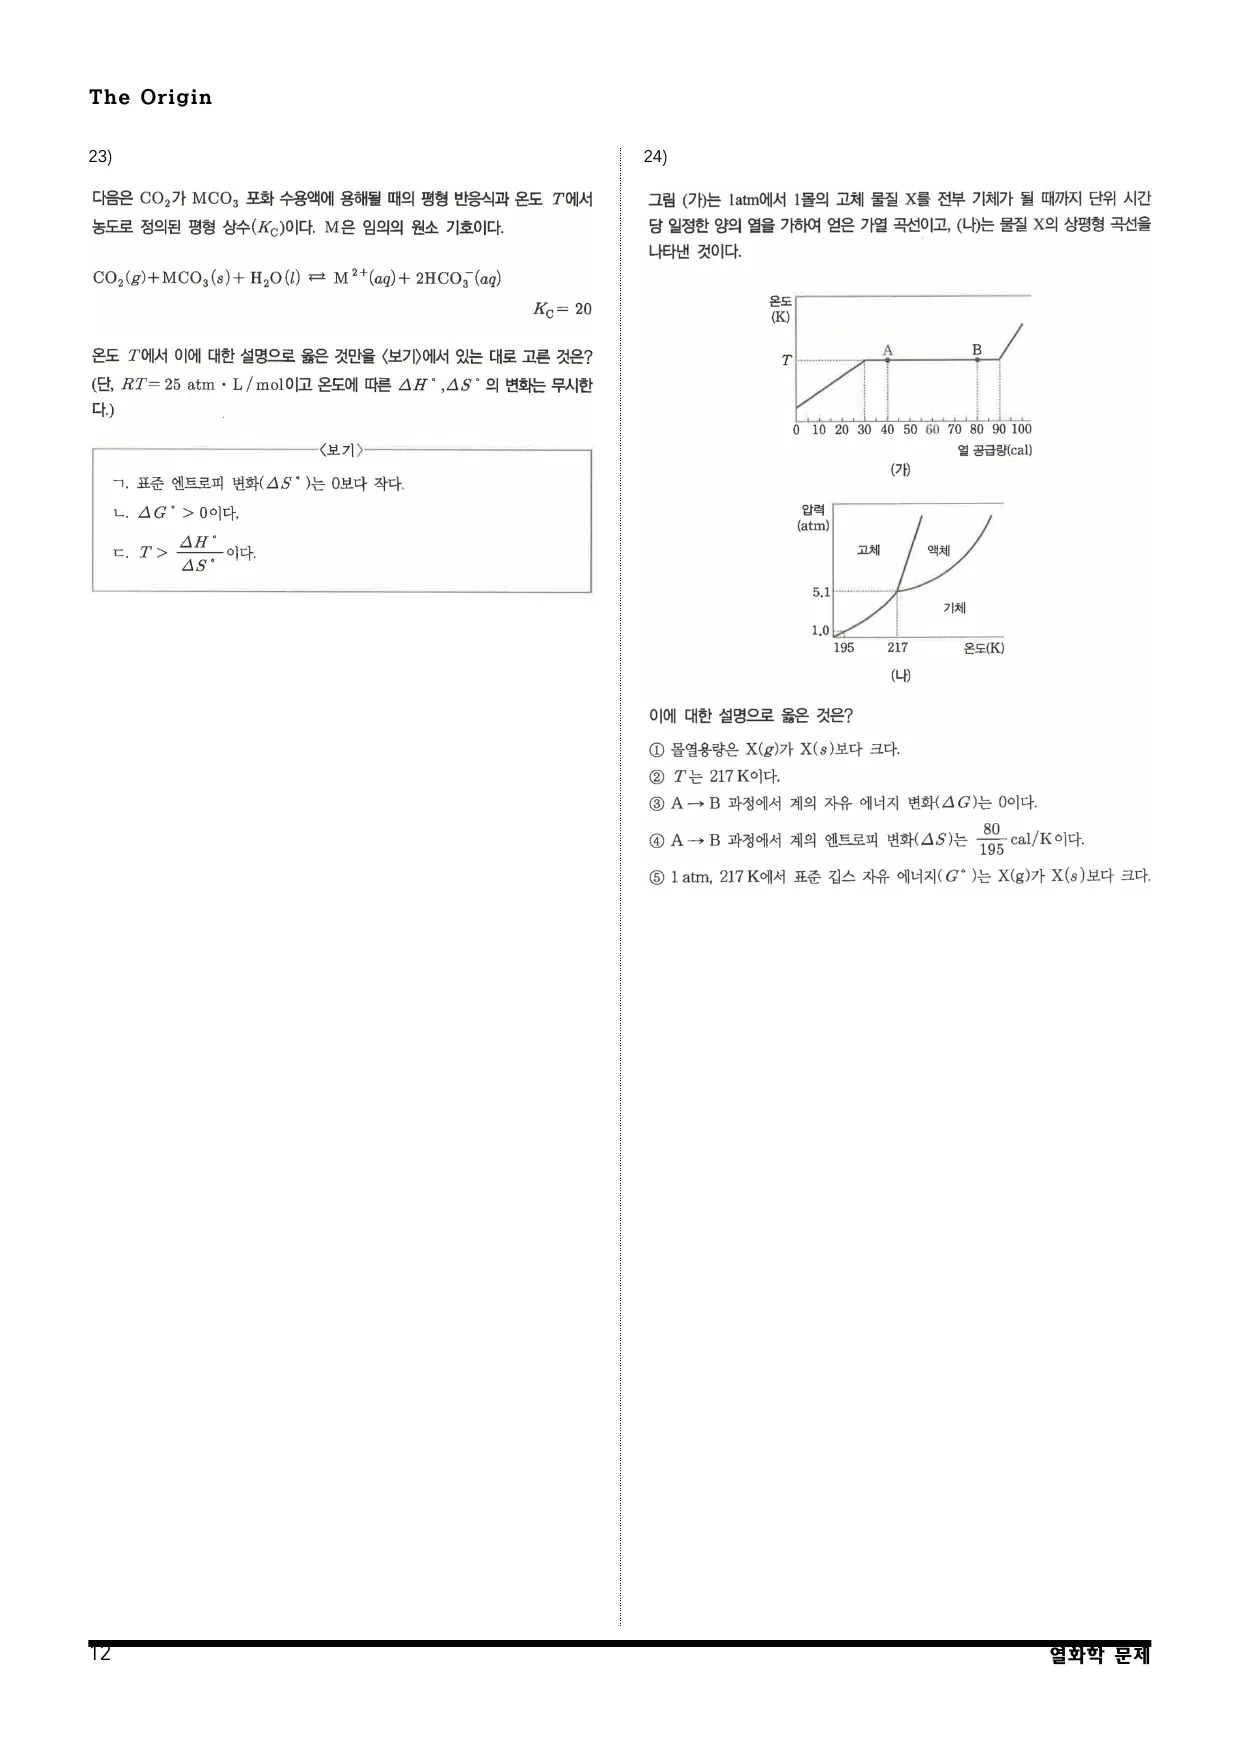 The Origin
23)
다음은 CO₂가 MCO₃ 포화 수용액에 용해될 때의 평형 반응식과 온도 T에서
농도로 정의된 평형 상수(K_C)이다. M은 임의의 원소 기호이다.
CO₂(g)+MCO₃(s)+H₂O(l) ⇄ M²⁺(aq)+2HCO₃⁻(aq)
K_C = 20
온도 T에서 이에 대한 설명으로 옳은 것만을 <보기>에서 있는 대로 고른 것은?
(단, RT=25 atm·L/mol이고 온도에 따른 ΔH°,ΔS°의 변화는 무시한
다.)
<보기>
ㄱ. 표준 엔트로피 변화(ΔS°)는 0보다 작다.
ㄴ. ΔG° > 0이다.
ㄷ. T > ΔH°/ΔS° 이다.
24)
그림 (가)는 1atm에서 1몰의 고체 물질 X를 전부 기체가 될 때까지 단위 시간
당 일정한 양의 열을 가하여 얻은 가열 곡선이고, (나)는 물질 X의 상평형 곡선을
나타낸 것이다.
온도
(K)
A B
T
0 10 20 30 40 50 60 70 80 90 100
열 공급량(cal)
(가)
압력
(atm)
고체 액체
5.1
기체
1.0
195 217 온도(K)
(나)
이에 대한 설명으로 옳은 것은?
① 몰열용량은 X(g)가 X(s)보다 크다.
② T는 217 K이다.
③ A → B 과정에서 계의 자유 에너지 변화(ΔG)는 0이다.
④ A → B 과정에서 계의 엔트로피 변화(ΔS)는 80/195 cal/K이다.
⑤ 1 atm, 217 K에서 표준 깁스 자유 에너지(G°)는 X(g)가 X(s)보다 크다.
12
열화학 문제